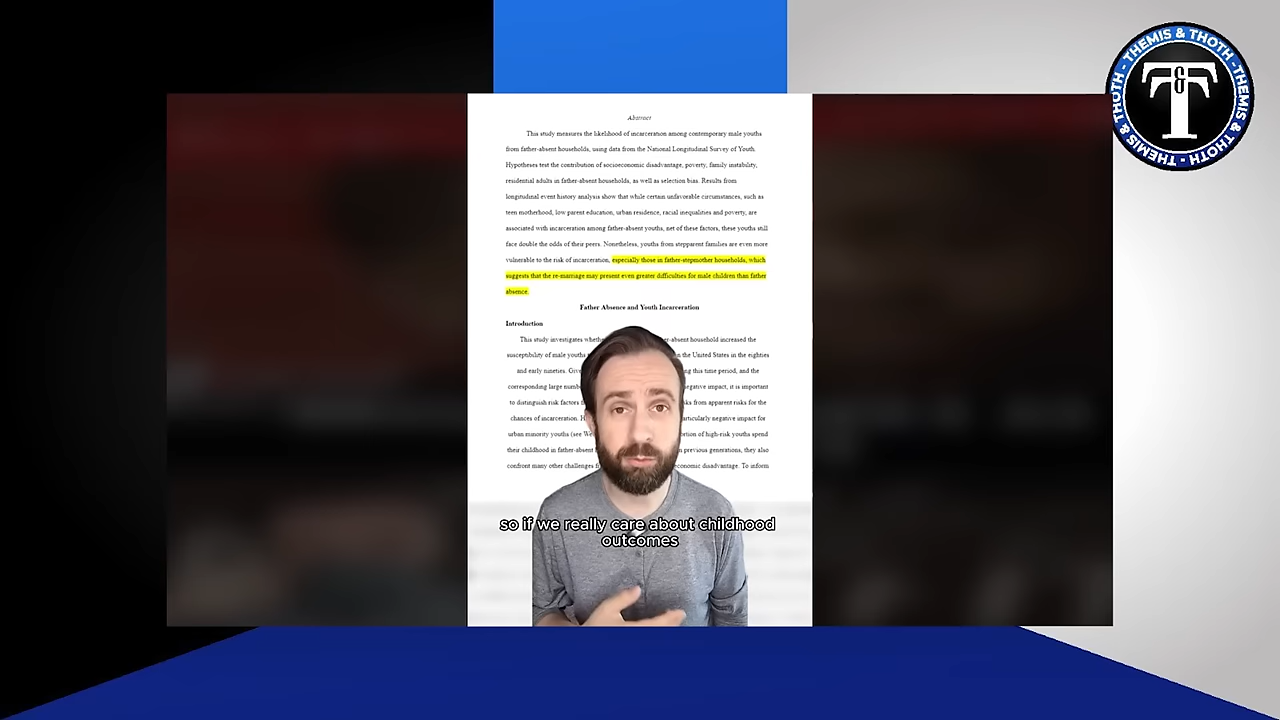 THEMIS & THOTH - THEMIS & THOTH - THEMIS & THOTH -
T&T
Abstract
This study measures the likelihood of incarceration among contemporary male youths
from father-absent households, using data from the National Longitudinal Survey of Youth.
Hypotheses test the contribution of socioeconomic disadvantage, poverty, family instability,
residential adults in father-absent households, as well as selection bias. Results from
longitudinal event history analysis show that while certain unfavorable circumstances, such as
teen motherhood, low parent education, urban residence, racial inequalities and poverty, are
associated with incarceration among father-absent youths, net of these factors, these youths still
face double the odds of their peers. Nonetheless, youths from stepparent families are even more
vulnerable to the risk of incarceration, especially those in father-stepmother households, which
suggests that the re-marriage may present even greater difficulties for male children than father
absence.
Father Absence and Youth Incarceration
Introduction
This study investigates absent household increased the
susceptibility of male youths in the United States in the eighties
and early nineties. this time period, and the
corresponding large negative impact, it is important
to distinguish risk factors from apparent risks for the
chances of incarceration. particularly negative impact for
urban minority youths (see of high-risk youths spend
their childhood in father-absent previous generations, they also
confront many other challenges economic disadvantage. To inform
so if we really care about childhood
outcomes